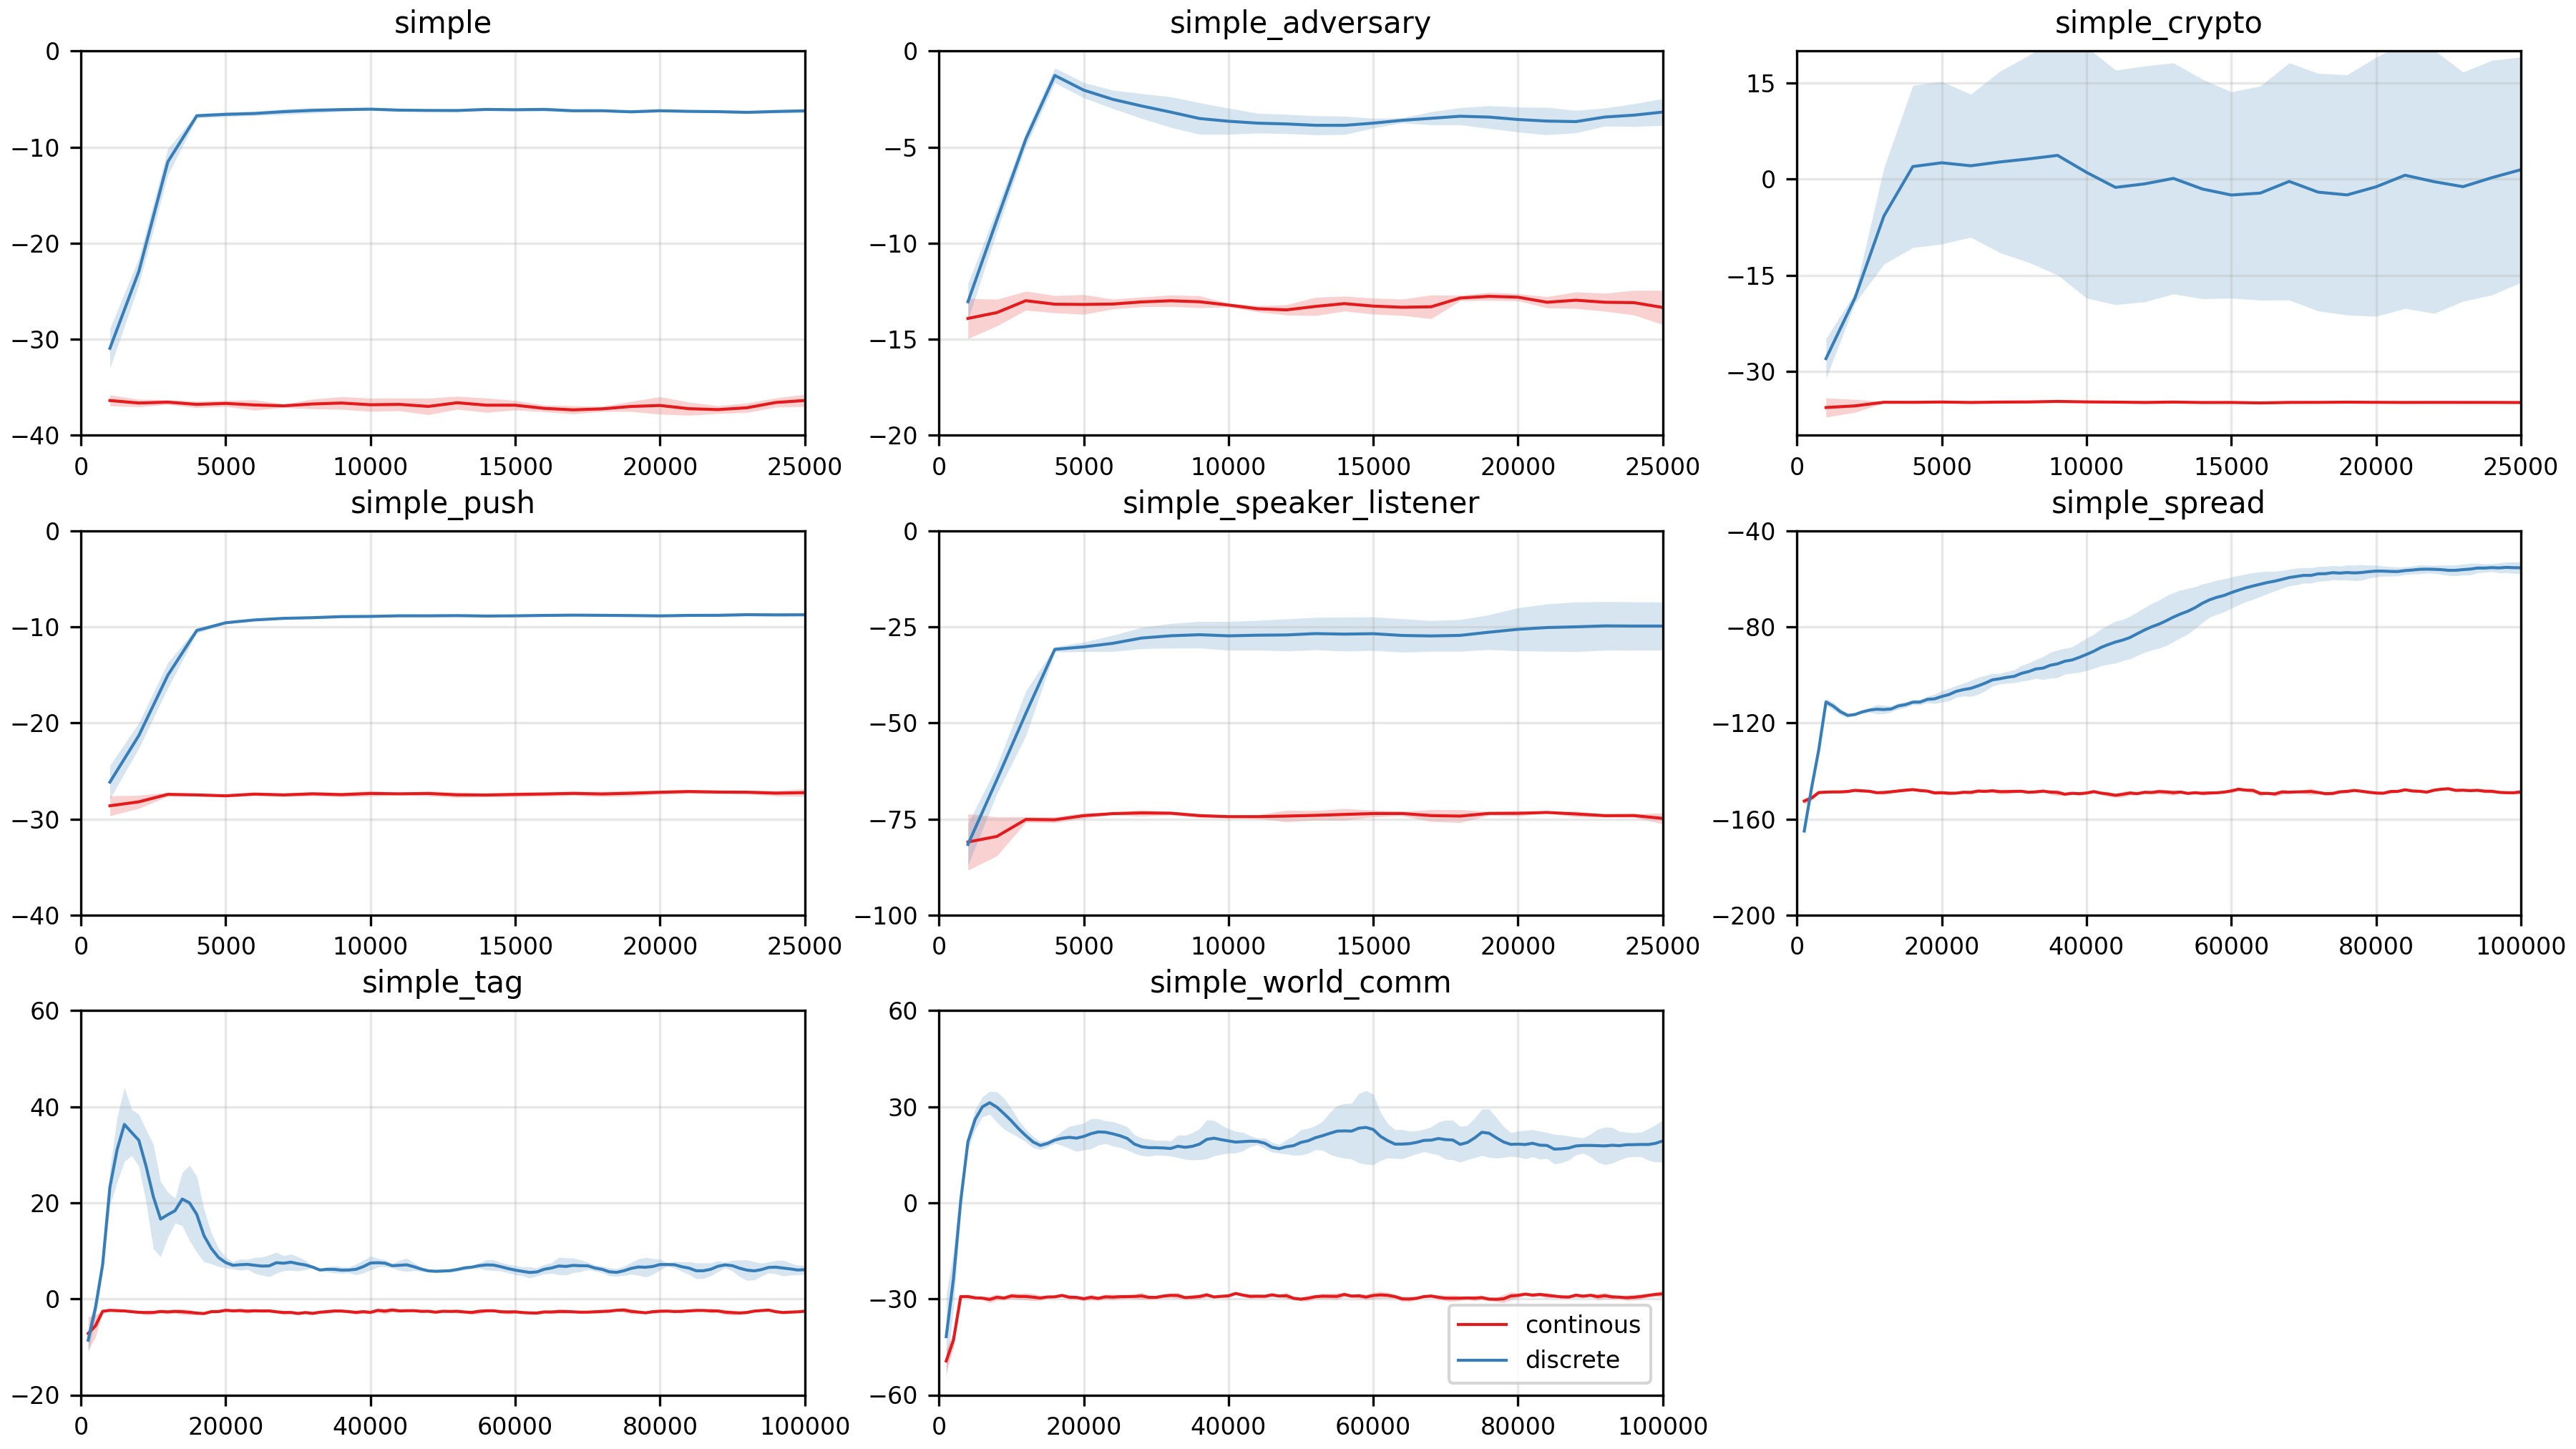 simple
0
−10
−20
−30
−40
0 5000 10000 15000 20000 25000
simple_adversary
0
−5
−10
−15
−20
0 5000 10000 15000 20000 25000
simple_crypto
15
0
−15
−30
0 5000 10000 15000 20000 25000
simple_push
0
−10
−20
−30
−40
0 5000 10000 15000 20000 25000
simple_speaker_listener
0
−25
−50
−75
−100
0 5000 10000 15000 20000 25000
simple_spread
−40
−80
−120
−160
−200
0 20000 40000 60000 80000 100000
simple_tag
60
40
20
0
−20
0 20000 40000 60000 80000 100000
simple_world_comm
60
30
0
−30
−60
0 20000 40000 60000 80000 100000
continous
discrete